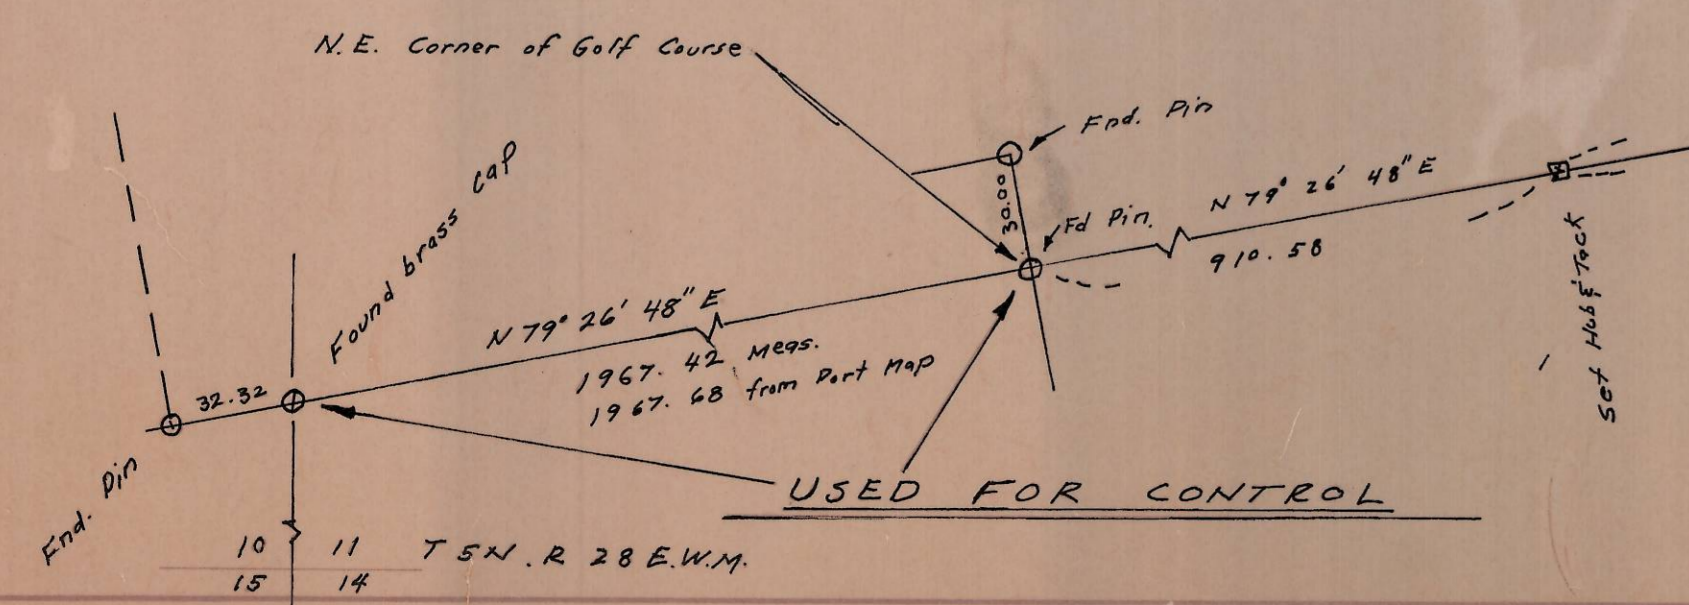 N.E. Corner of Golf Course
Fnd. Pin
30.00
Fd Pin.
N 79° 26' 48" E
910.58
Set Hub & Tack
Found brass cap
N 79° 26' 48" E
1967.42 Meas.
1967.68 from Port Map
32.32
Fnd. Pin
USED FOR CONTROL
10 11 T 5N. R 28 E.W.M.
15 14